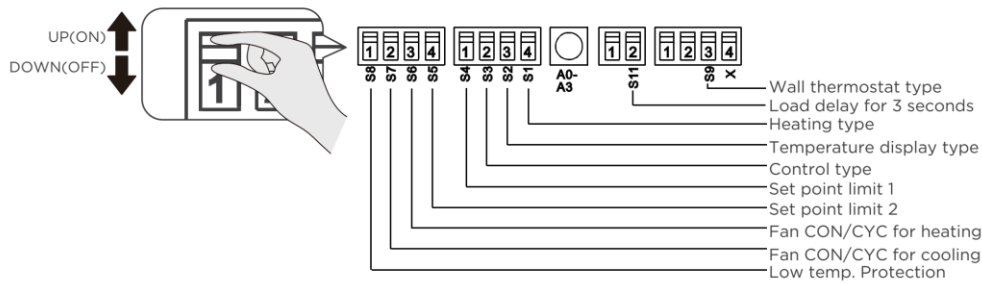 UP(ON)
DOWN(OFF)
1 2
1 2 3 4
1 2 3 4
1 2
1 2 3 4
S8 S7 S6 S5
S4 S3 S2 S1
A0-
A3
S11
S9 X
Wall thermostat type
Load delay for 3 seconds
Heating type
Temperature display type
Control type
Set point limit 1
Set point limit 2
Fan CON/CYC for heating
Fan CON/CYC for cooling
Low temp. Protection